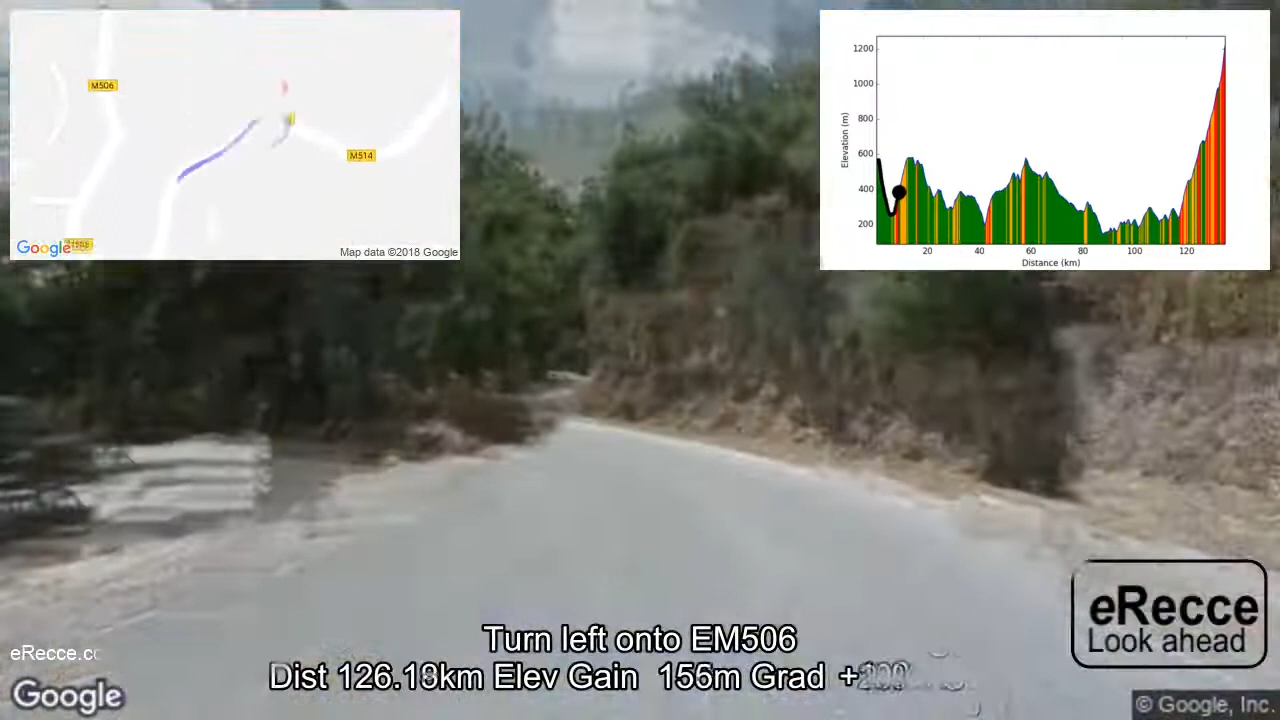 M506
M514
Google
Map data ©2018 Google
1200
1000
800
600
400
200
Elevation (m)
20 40 60 80 100 120
Distance (km)
eRecce
Look ahead
Turn left onto EM506
Dist 126.18km Elev Gain 155m Grad
Google
© Google, Inc.